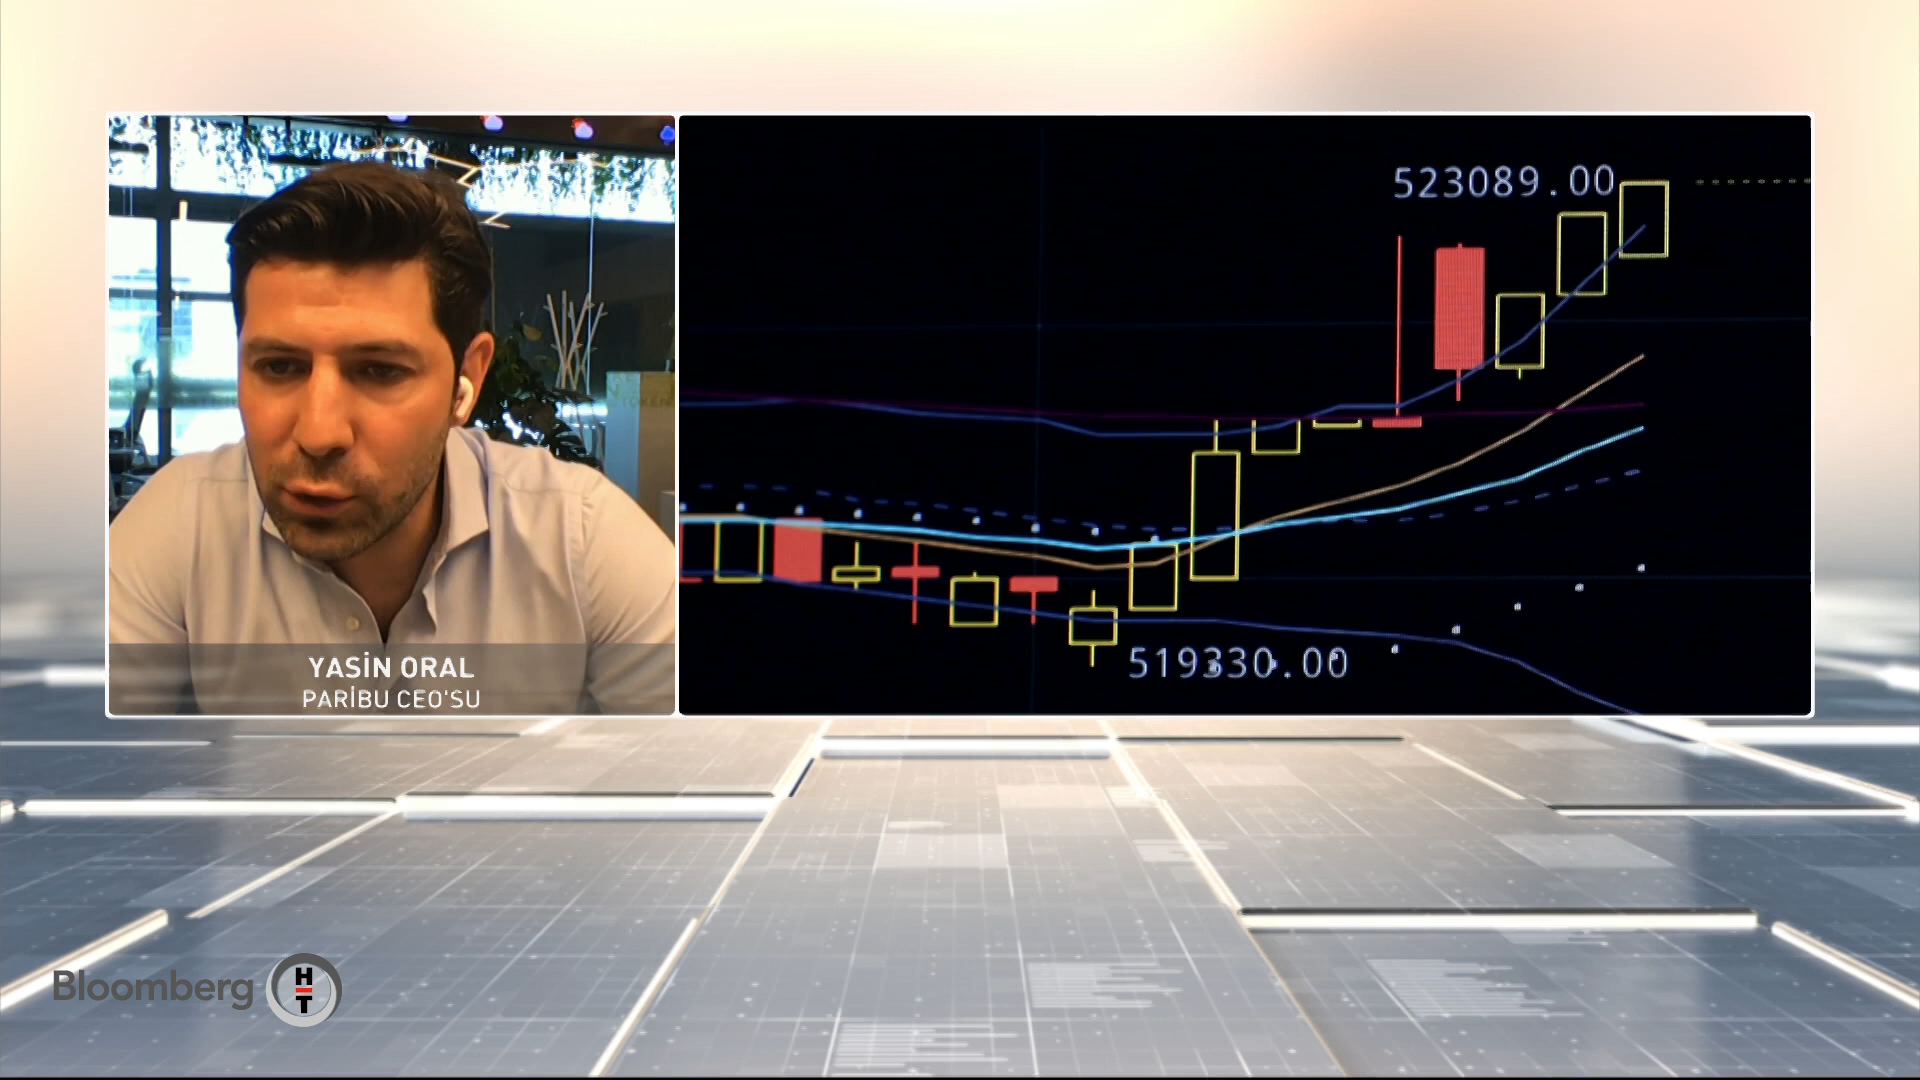 523089.00
519330.00
YASİN ORAL
PARİBU CEO'SU
Bloomberg HT